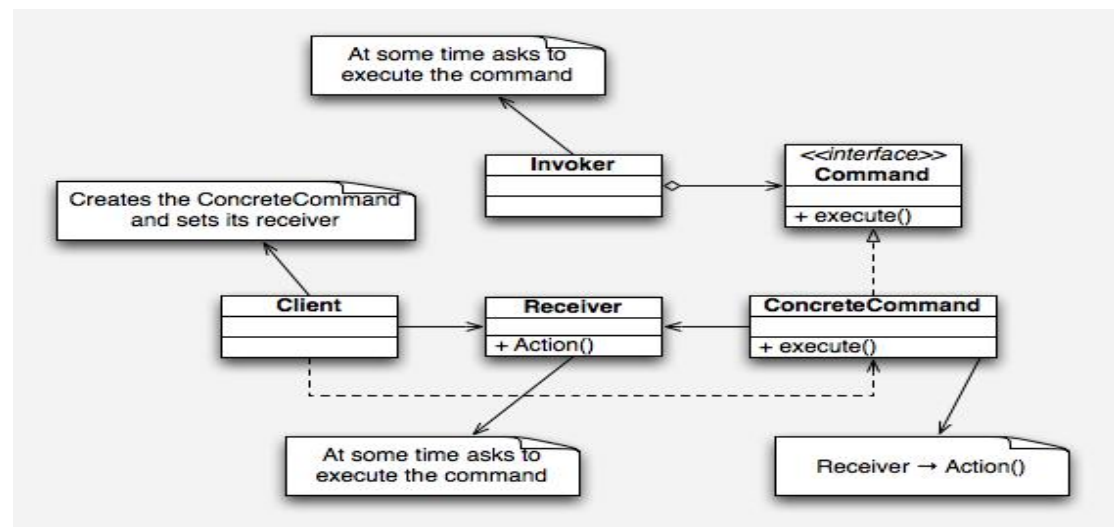 At some time asks to
execute the command
Invoker
<<interface>>
Command
+ execute()
Creates the ConcreteCommand
and sets its receiver
Client
Receiver
+ Action()
ConcreteCommand
+ execute()
At some time asks to
execute the command
Receiver → Action()